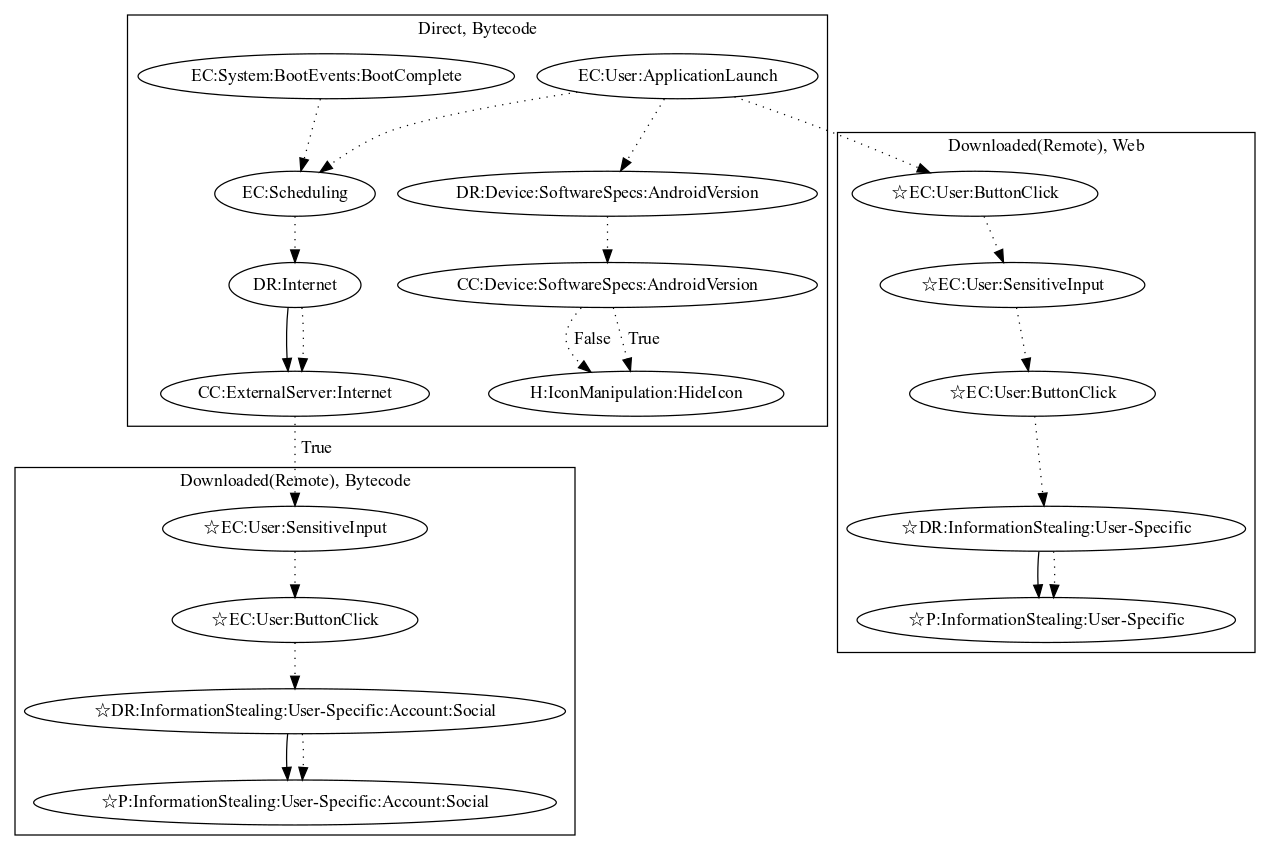 Direct, Bytecode
EC:System:BootEvents:BootComplete
EC:User:ApplicationLaunch
EC:Scheduling
DR:Device:SoftwareSpecs:AndroidVersion
DR:Internet
CC:Device:SoftwareSpecs:AndroidVersion
False
True
CC:ExternalServer:Internet
H:IconManipulation:HideIcon
True
Downloaded(Remote), Web
☆EC:User:ButtonClick
☆EC:User:SensitiveInput
☆EC:User:ButtonClick
☆DR:InformationStealing:User-Specific
☆P:InformationStealing:User-Specific
Downloaded(Remote), Bytecode
☆EC:User:SensitiveInput
☆EC:User:ButtonClick
☆DR:InformationStealing:User-Specific:Account:Social
☆P:InformationStealing:User-Specific:Account:Social